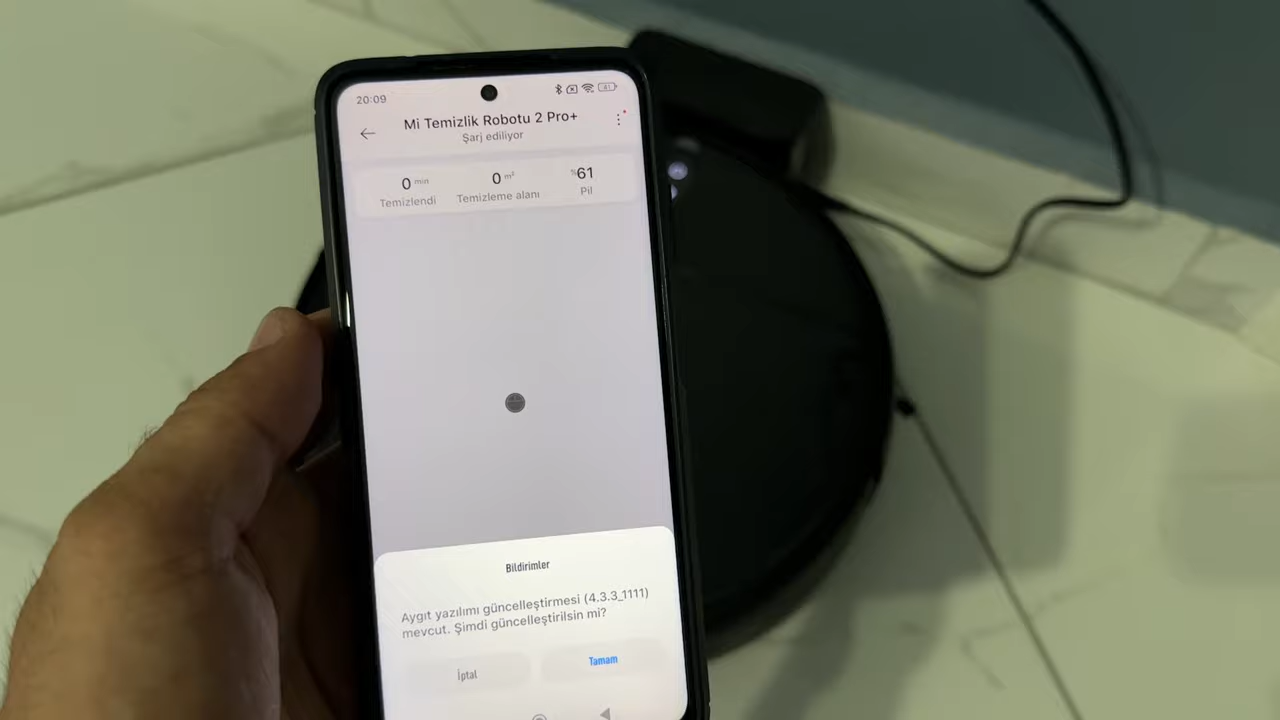 20:09
81
Mi Temizlik Robotu 2 Pro+
Şarj ediliyor
0 min
0 m²
%61
Temizlendi
Temizleme alanı
Pil
Bildirimler
Aygıt yazılımı güncelleştirmesi (4.3.3_1111)
mevcut. Şimdi güncelleştirilsin mi?
İptal
Tamam